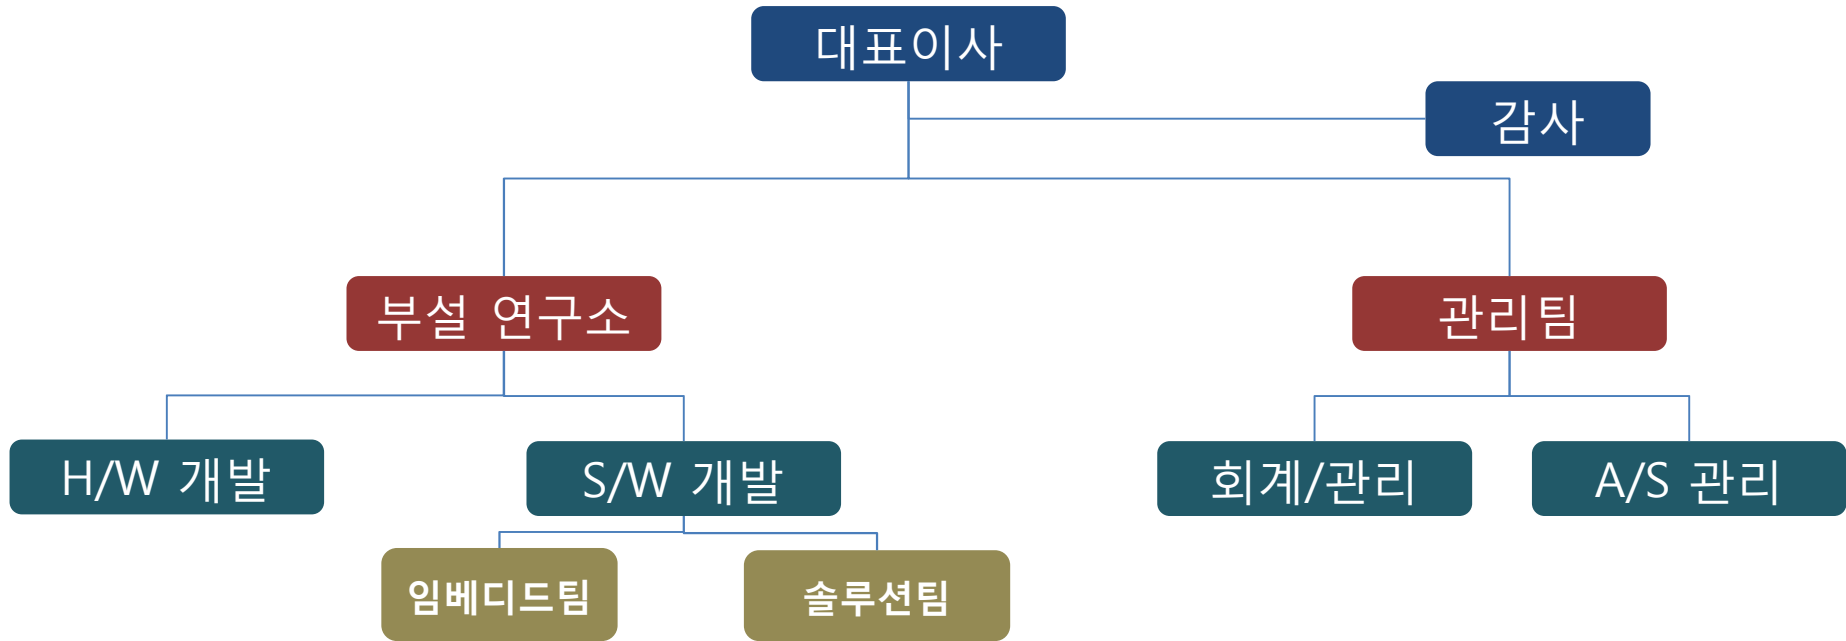 대표이사
감사
부설 연구소
관리팀
H/W 개발
S/W 개발
회계/관리
A/S 관리
임베디드팀
솔루션팀